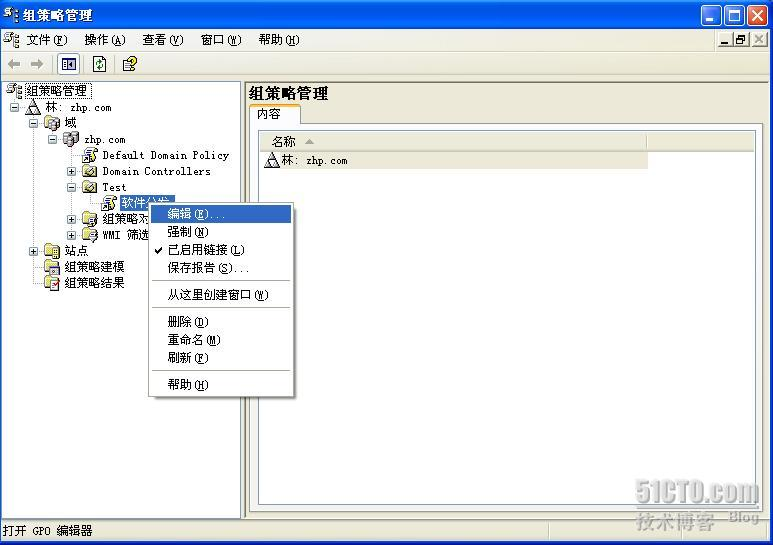 组策略管理
文件(F) 操作(A) 查看(V) 窗口(W) 帮助(H)
组策略管理
林: zhp.com
域
zhp.com
Default Domain Policy
Domain Controllers
Test
软件分发
组策略对
WMI 筛选
站点
组策略建模
组策略结果
编辑(E)...
强制(N)
已启用链接(L)
保存报告(S)...
从这里创建窗口(W)
删除(D)
重命名(M)
刷新(F)
帮助(H)
组策略管理
内容
名称
林: zhp.com
打开 GPO 编辑器
51CTO.com
技术博客 Blog